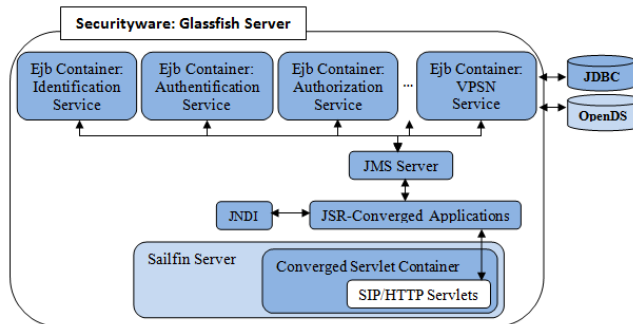 Securityware: Glassfish Server
Ejb Container:
Identification
Service
Ejb Container:
Authentification
Service
Ejb Container:
Authorization
Service
...
Ejb Container:
VPSN
Service
JDBC
OpenDS
JMS Server
JNDI
JSR-Converged Applications
Sailfin Server
Converged Servlet Container
SIP/HTTP Servlets